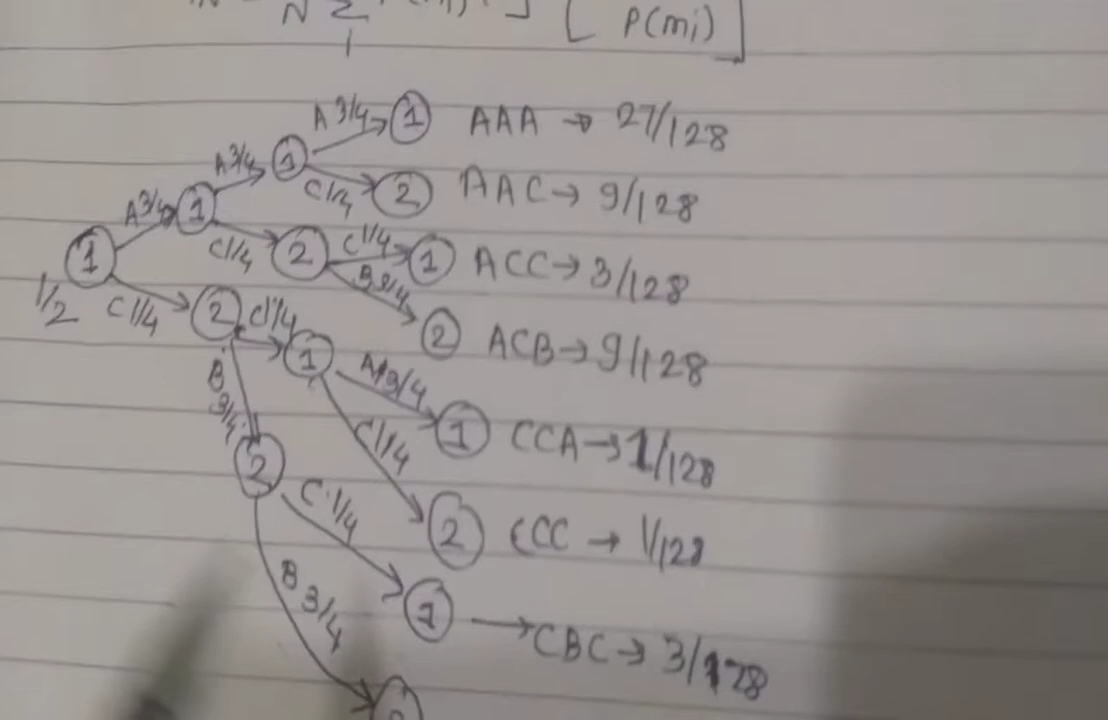 N Σ
1
P(mi)
A 3/4 1 AAA → 27/128
A 3/4 1
C 1/4 2 AAC → 9/128
A 3/4 1
C 1/4 2 C 1/4 1 ACC → 3/128
1
1/2 C 1/4 2 C 1/4
B 3/4 2 ACB → 9/128
1 A 3/4 1 CCA → 1/128
B 3/4
C 1/4 2 CCC → 1/128
2 C 1/4
1 → CBC → 3/128
B 3/4